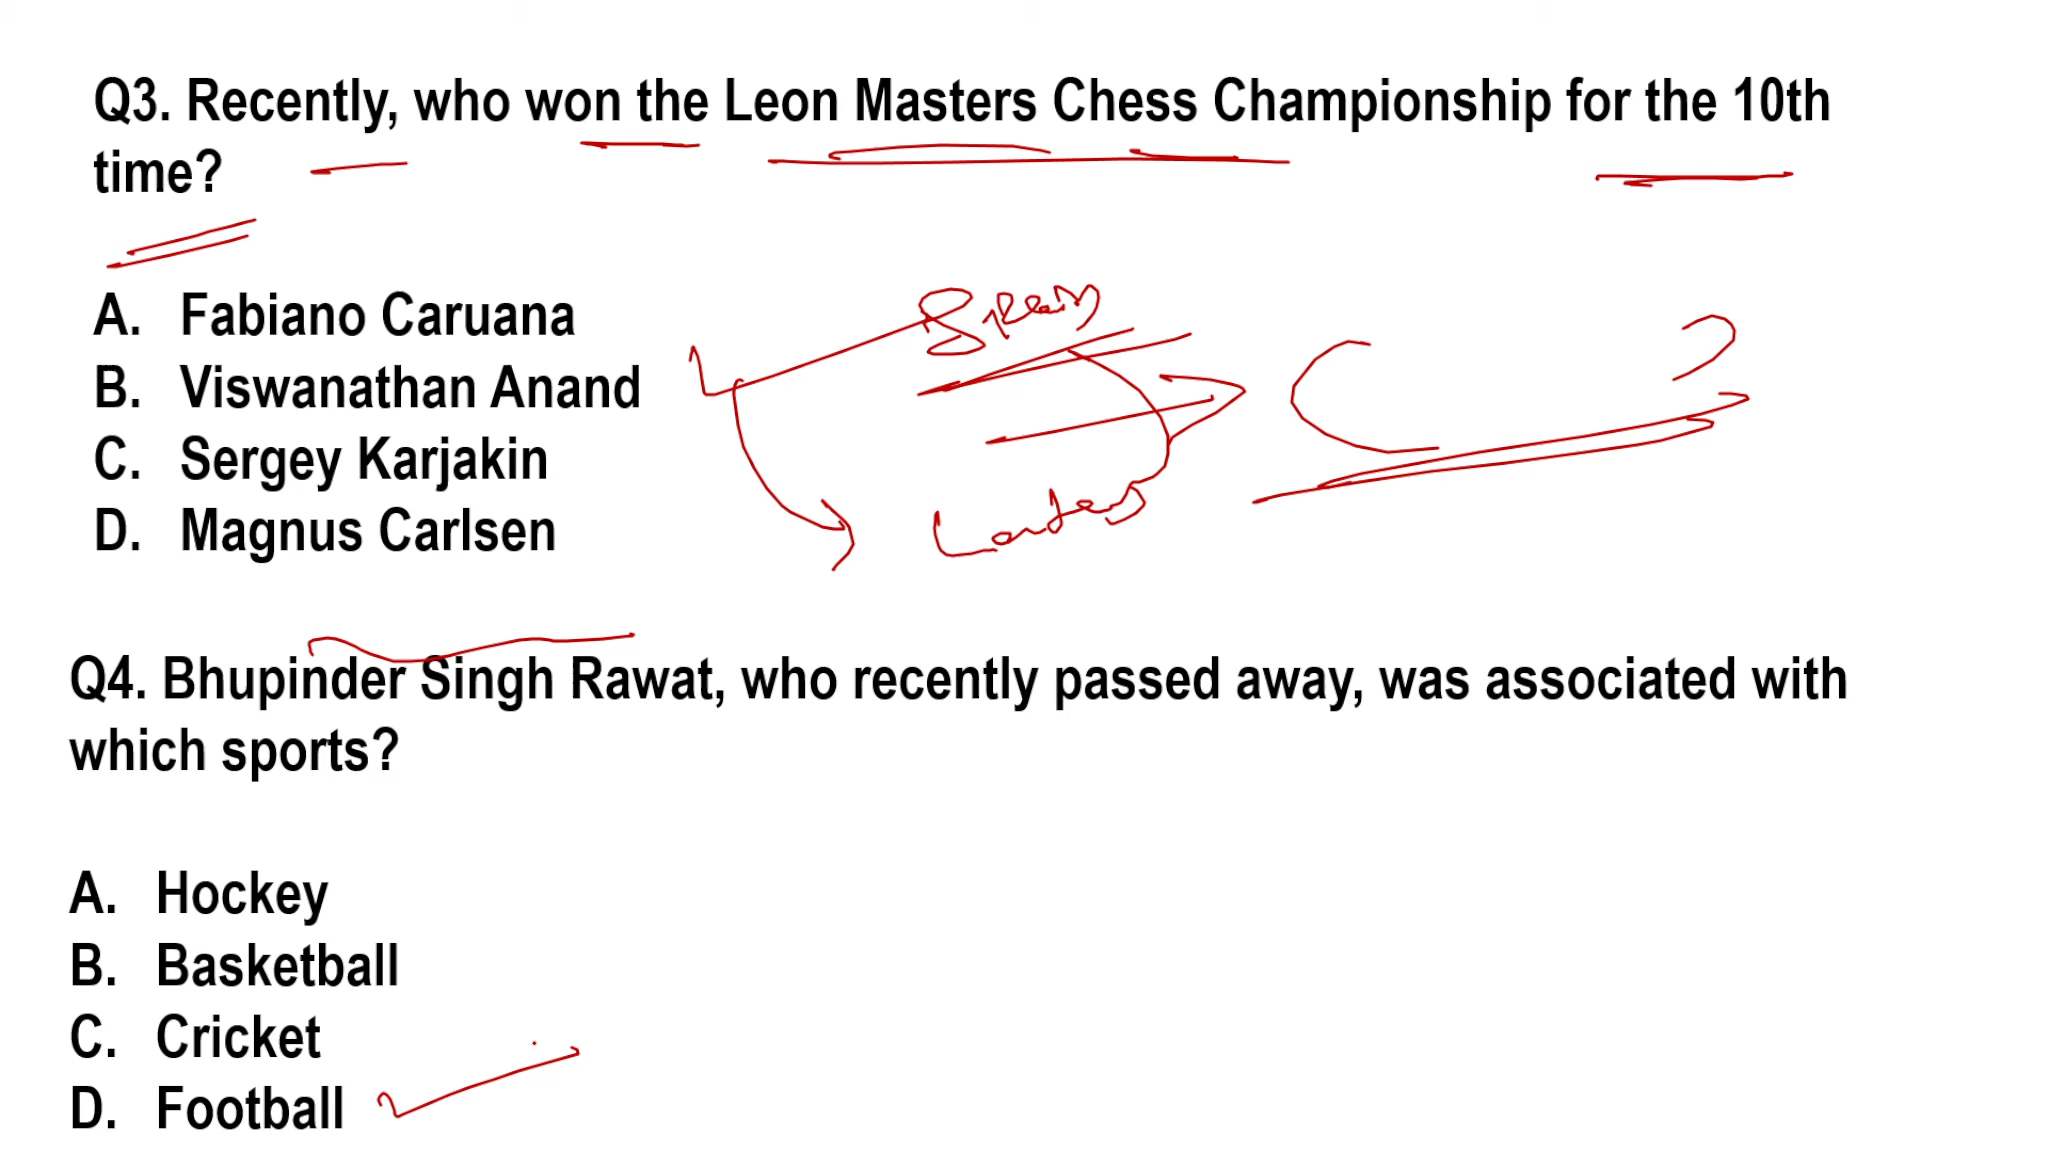 Q3. Recently, who won the Leon Masters Chess Championship for the 10th
time?
A. Fabiano Caruana
B. Viswanathan Anand
C. Sergey Karjakin
D. Magnus Carlsen
Q4. Bhupinder Singh Rawat, who recently passed away, was associated with
which sports?
A. Hockey
B. Basketball
C. Cricket
D. Football